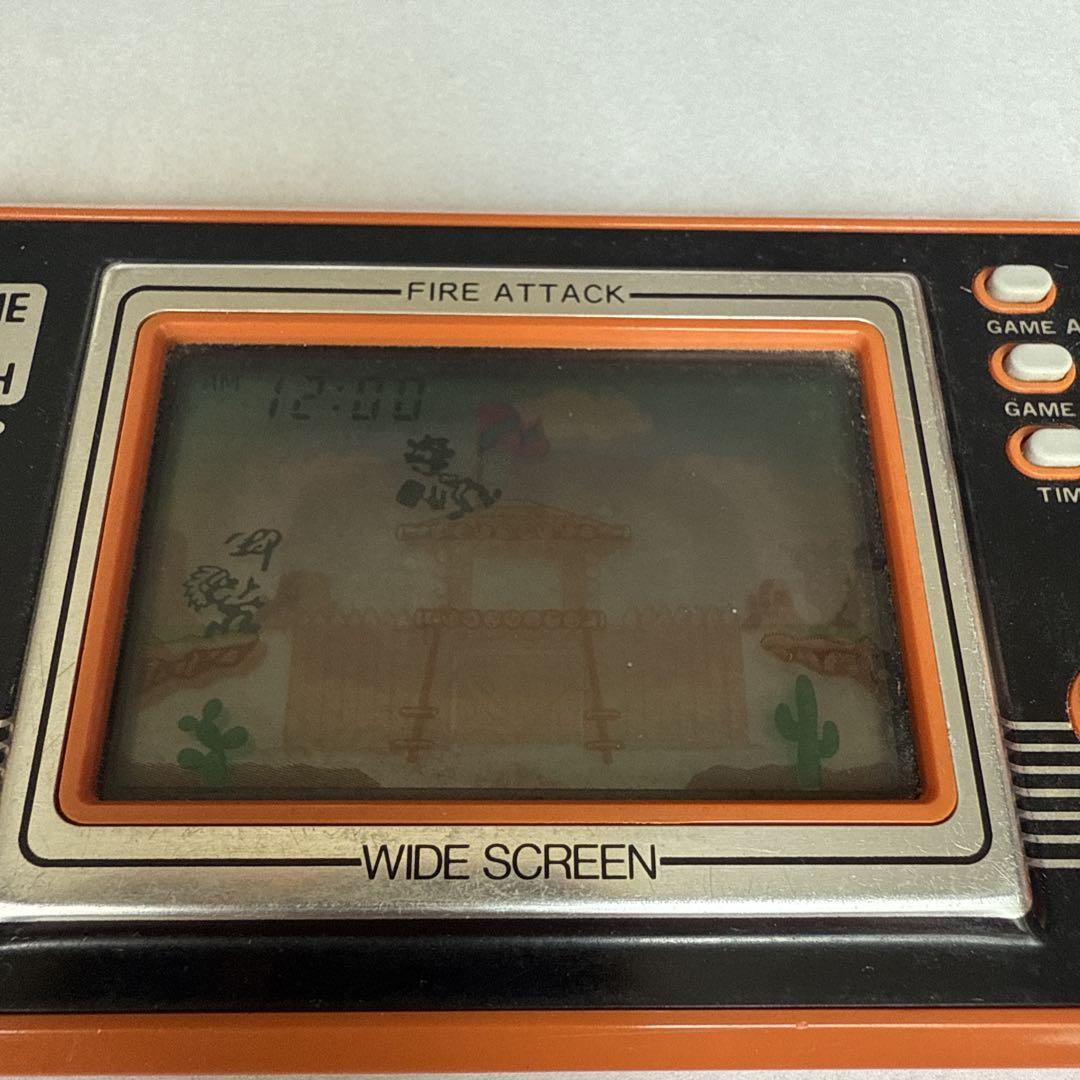 FIRE ATTACK
AM 12:00
WIDE SCREEN
GAME A
GAME
TIM